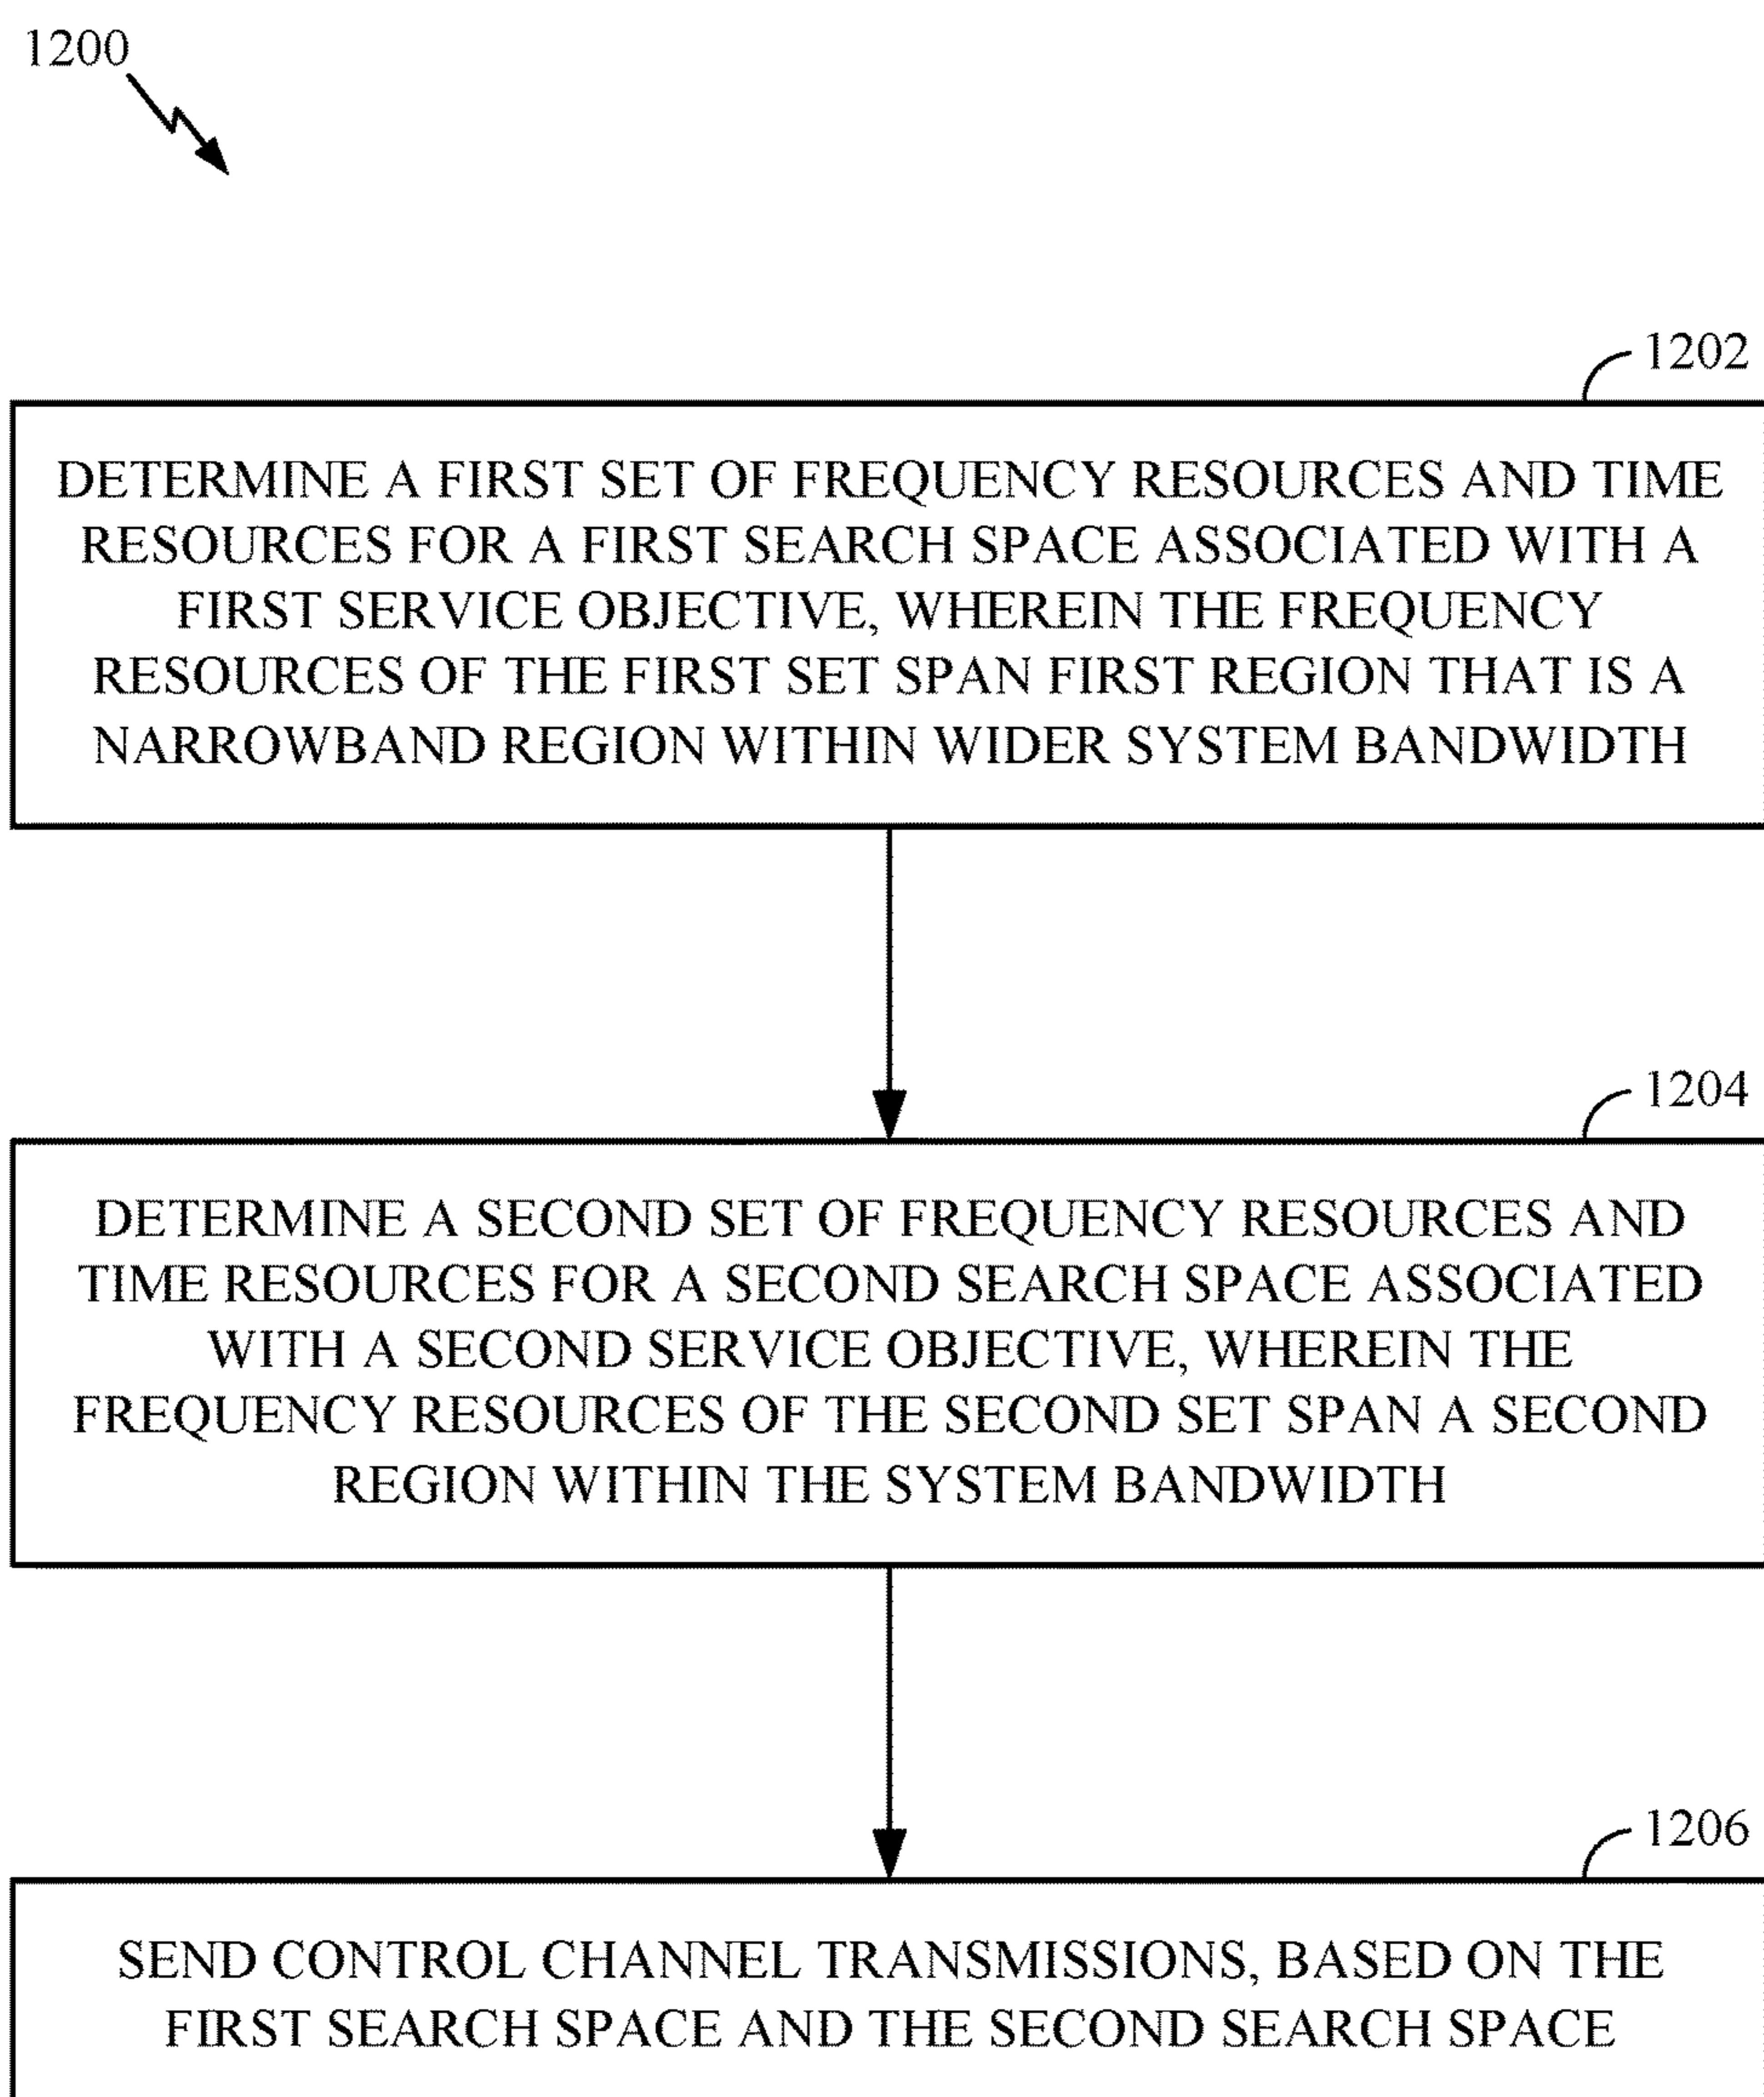 1200
1202
DETERMINE A FIRST SET OF FREQUENCY RESOURCES AND TIME
RESOURCES FOR A FIRST SEARCH SPACE ASSOCIATED WITH A
FIRST SERVICE OBJECTIVE, WHEREIN THE FREQUENCY
RESOURCES OF THE FIRST SET SPAN FIRST REGION THAT IS A
NARROWBAND REGION WITHIN WIDER SYSTEM BANDWIDTH
1204
DETERMINE A SECOND SET OF FREQUENCY RESOURCES AND
TIME RESOURCES FOR A SECOND SEARCH SPACE ASSOCIATED
WITH A SECOND SERVICE OBJECTIVE, WHEREIN THE
FREQUENCY RESOURCES OF THE SECOND SET SPAN A SECOND
REGION WITHIN THE SYSTEM BANDWIDTH
1206
SEND CONTROL CHANNEL TRANSMISSIONS, BASED ON THE
FIRST SEARCH SPACE AND THE SECOND SEARCH SPACE